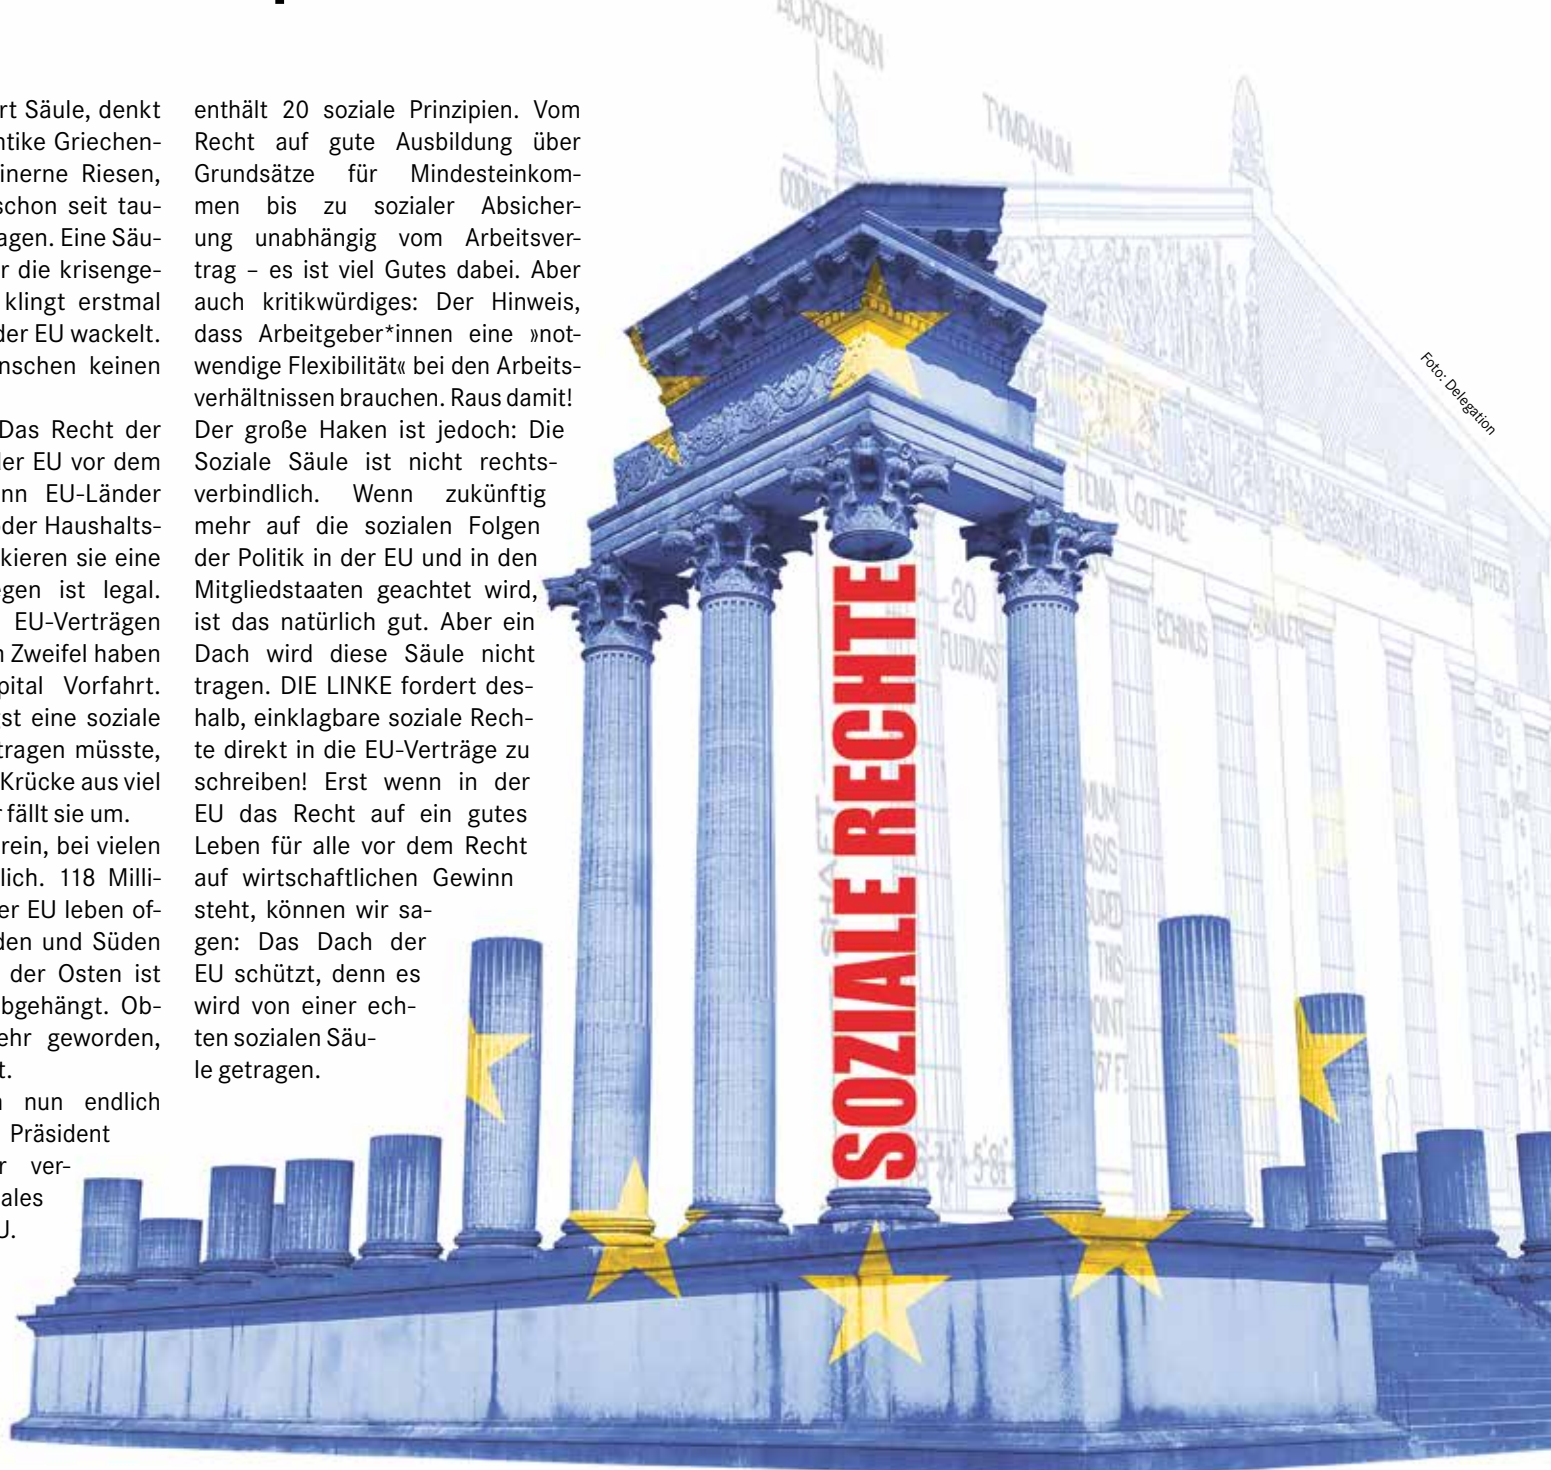 rt Säule, denkt
ntike Griechen-
inerne Riesen,
schon seit tau-
agen. Eine Säu-
r die krisenge-
klingt erstmal
der EU wackelt.
nschen keinen
Das Recht der
der EU vor dem
nn EU-Länder
oder Haushalts-
kieren sie eine
egen ist legal.
EU-Verträgen
n Zweifel haben
pital Vorfahrt.
gst eine soziale
tragen müsste,
Krücke aus viel
r fällt sie um.
rein, bei vielen
lich. 118 Milli-
er EU leben of-
den und Süden
der Osten ist
bgehängt. Ob-
ehr geworden,
t.
n nun endlich
Präsident
r ver-
ales
U.
enthält 20 soziale Prinzipien. Vom
Recht auf gute Ausbildung über
Grundsätze für Mindesteinkom-
men bis zu sozialer Absicher-
ung unabhängig vom Arbeitsver-
trag – es ist viel Gutes dabei. Aber
auch kritikwürdiges: Der Hinweis,
dass Arbeitgeber*innen eine »not-
wendige Flexibilität« bei den Arbeits-
verhältnissen brauchen. Raus damit!
Der große Haken ist jedoch: Die
Soziale Säule ist nicht rechts-
verbindlich. Wenn zukünftig
mehr auf die sozialen Folgen
der Politik in der EU und in den
Mitgliedstaaten geachtet wird,
ist das natürlich gut. Aber ein
Dach wird diese Säule nicht
tragen. DIE LINKE fordert des-
halb, einklagbare soziale Rech-
te direkt in die EU-Verträge zu
schreiben! Erst wenn in der
EU das Recht auf ein gutes
Leben für alle vor dem Recht
auf wirtschaftlichen Gewinn
steht, können wir sa-
gen: Das Dach der
EU schützt, denn es
wird von einer ech-
ten sozialen Säu-
le getragen.
ACROTERION
TYMPANUM
CORNICE
Foto: Delegation
TENIA
GUTTAE
COFFERS
20
FLUTINGS
ECHINUS
ANNULETS
SHAFT
SOZIALE RECHTE